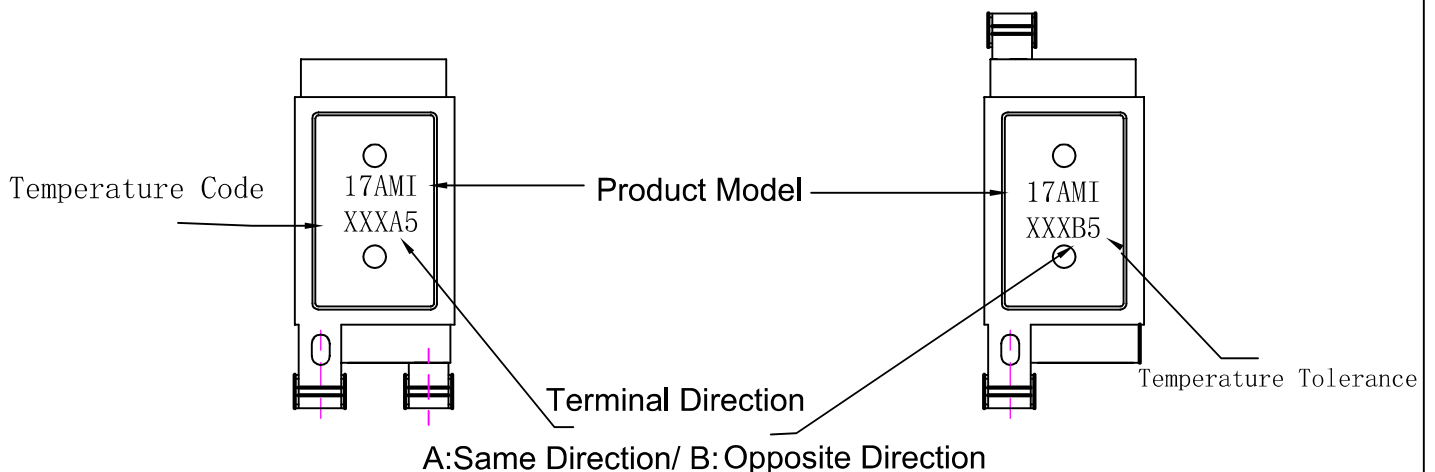 17AMI
Temperature Code
XXXA5
Product Model
17AMI
XXXB5
Temperature Tolerance
Terminal Direction
A:Same Direction/ B: Opposite Direction